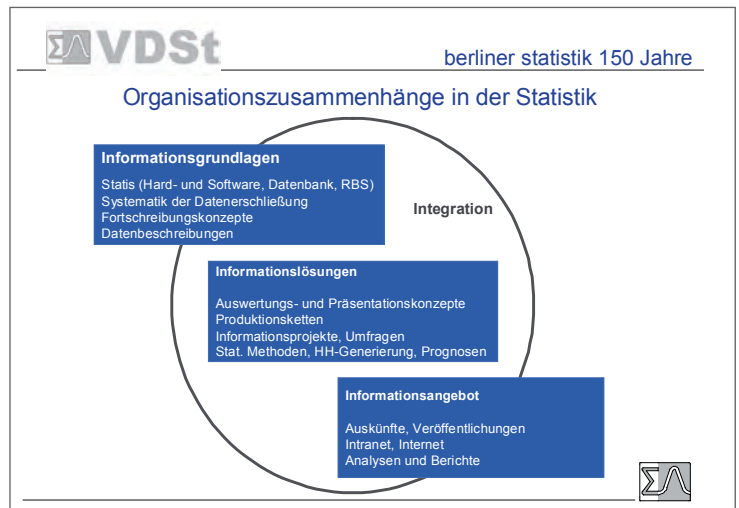 ΣΛ VDSt
berliner statistik 150 Jahre
Organisationszusammenhänge in der Statistik
Informationsgrundlagen
Statis (Hard- und Software, Datenbank, RBS)
Systematik der Datenerschließung
Fortschreibungskonzepte
Datenbeschreibungen
Integration
Informationslösungen
Auswertungs- und Präsentationskonzepte
Produktionsketten
Informationsprojekte, Umfragen
Stat. Methoden, HH-Generierung, Prognosen
Informationsangebot
Auskünfte, Veröffentlichungen
Intranet, Internet
Analysen und Berichte
Σ